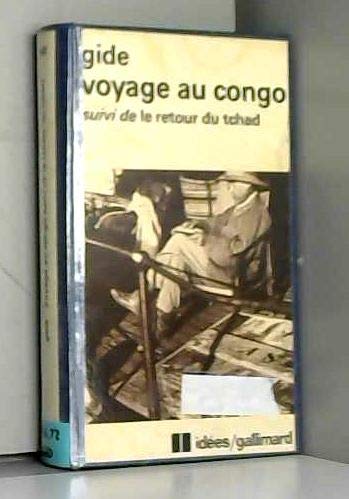 gide
voyage au congo
suivi de le retour du tchad
idées/gallimard